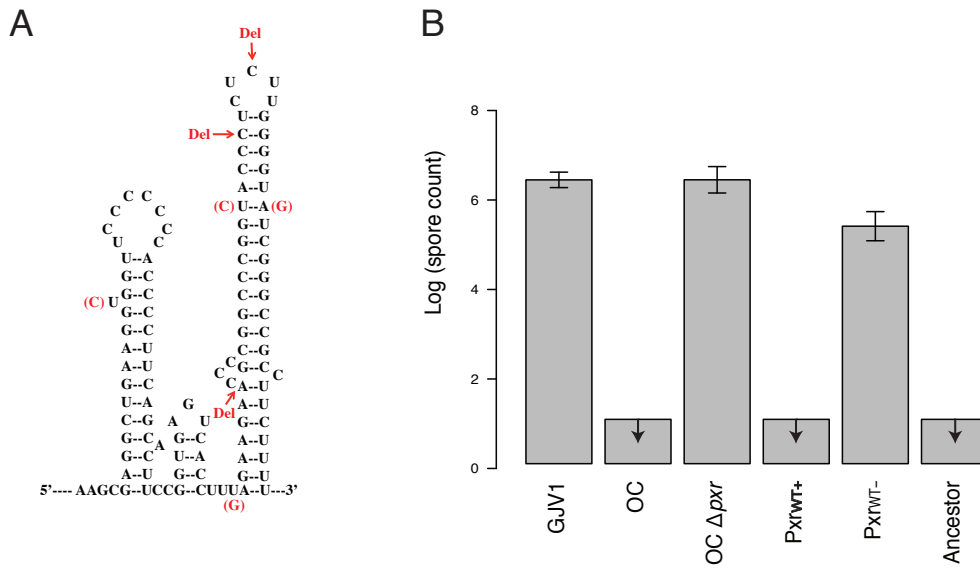 A
Del
C
U U
C U
U--G
Del C--G
C--G
C--G
A--U
C C C
(C) U--A (G)
C C
G--U
C C
U C
G--C
U--A
C--G
G--C
C--G
(C) U G--C
G--C
G--C
G--C
G--C
G--C
A--U
C--G
A--U
C G--C C
C
G--C
C A--U
U--A
G
Del
G--U
C--G
A U
G--C
G--C
A
G--C
A--U
G--C
U--A
A--U
A--U
G--C
G--U
5'---- AAGCG--UCCG--CUUUA--U---3'
(G)
B
Log (spore count)
8
6
4
2
0
GJV1
OC
OC Δpxr
PxrWT+
PxrWT-
Ancestor